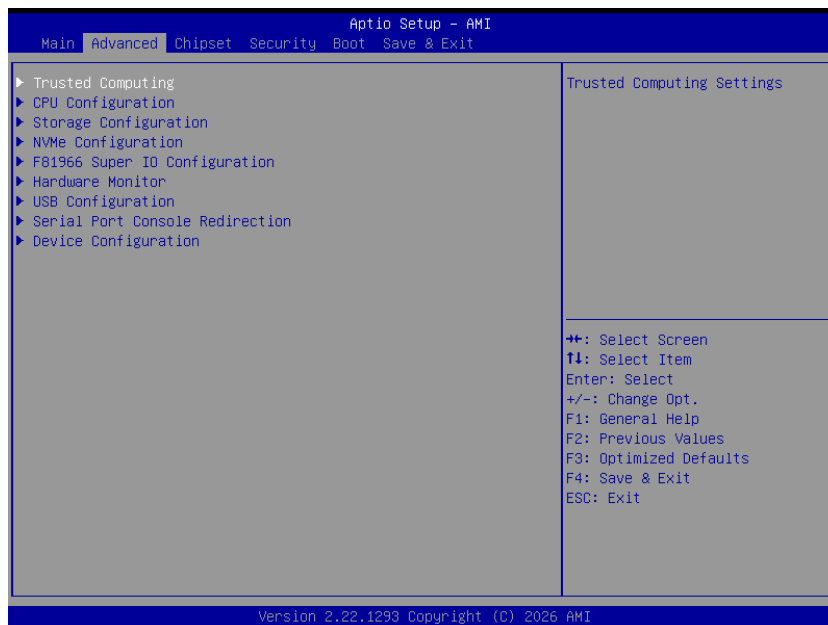 Aptio Setup – AMI
Main Advanced Chipset Security Boot Save & Exit
Trusted Computing
CPU Configuration
Storage Configuration
NVMe Configuration
F81966 Super IO Configuration
Hardware Monitor
USB Configuration
Serial Port Console Redirection
Device Configuration
Trusted Computing Settings
→←: Select Screen
↑↓: Select Item
Enter: Select
+/-: Change Opt.
F1: General Help
F2: Previous Values
F3: Optimized Defaults
F4: Save & Exit
ESC: Exit
Version 2.22.1293 Copyright (C) 2026 AMI